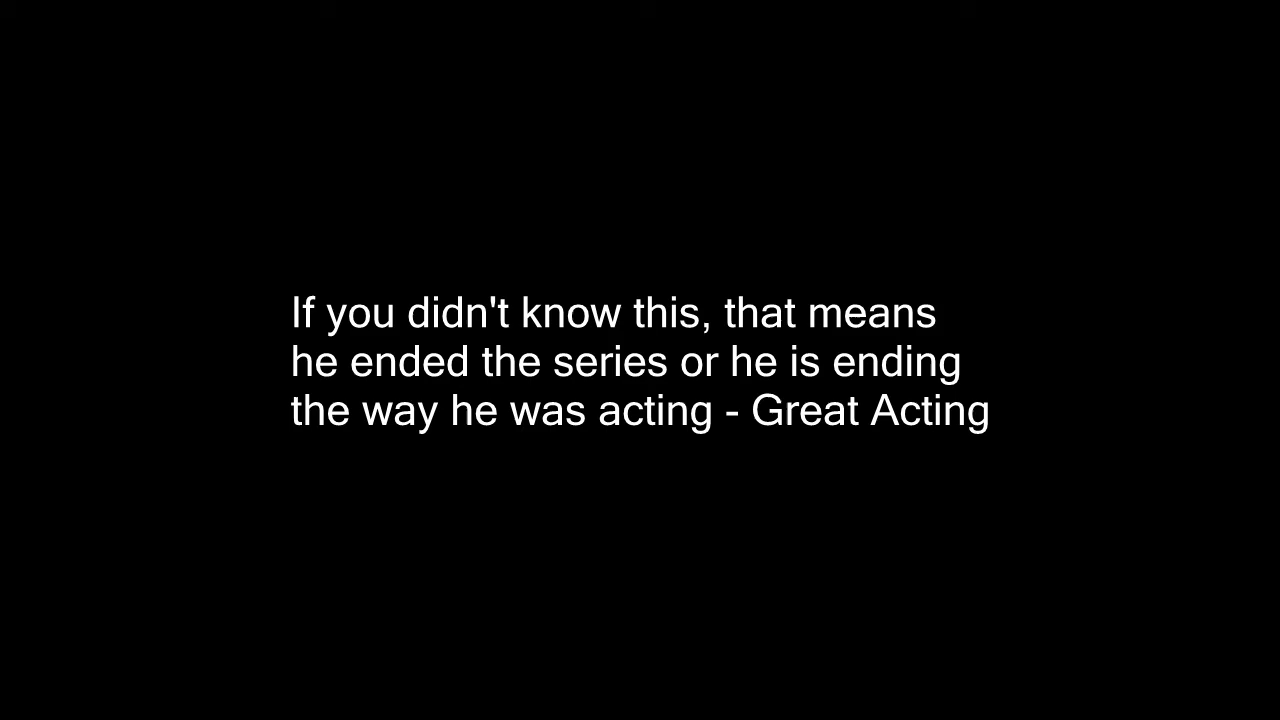 If you didn't know this, that means
he ended the series or he is ending
the way he was acting - Great Acting